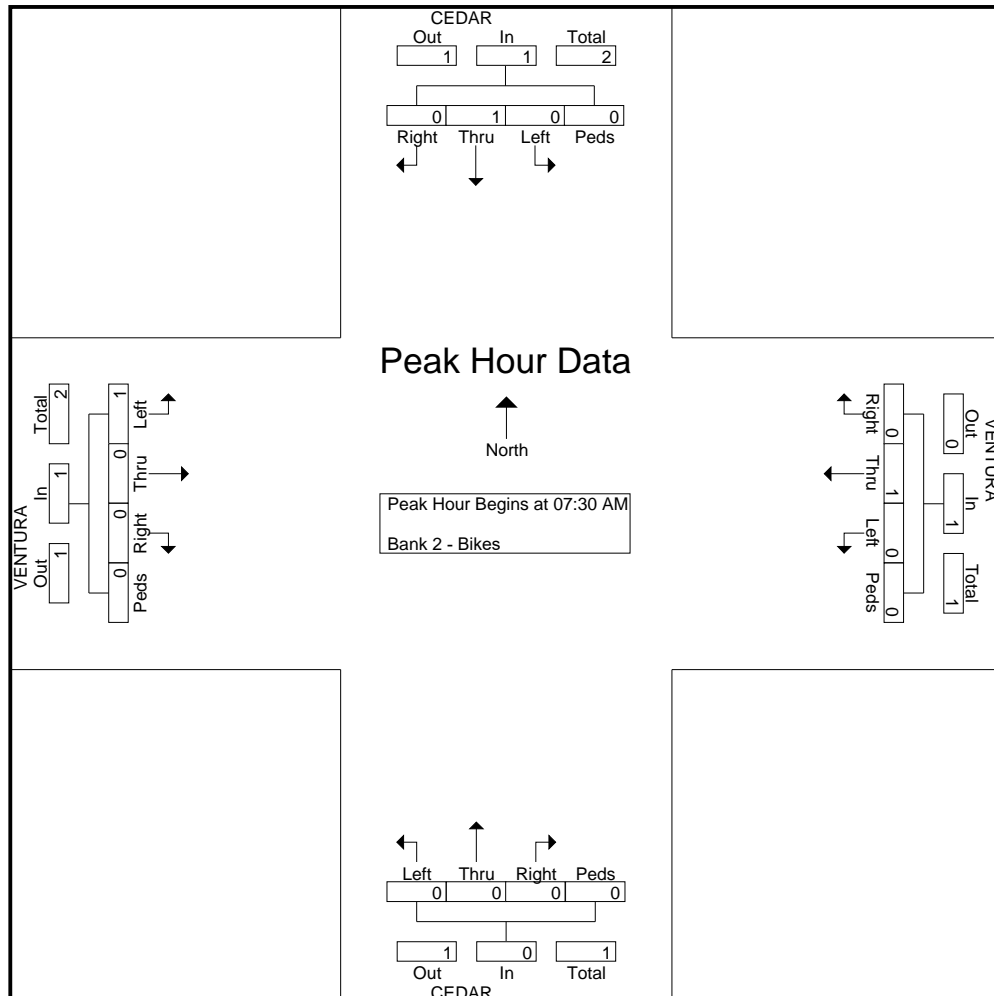 CEDAR
Out In Total
1 1 2
0 1 0 0
Right Thru Left Peds
Peak Hour Data
North
Peak Hour Begins at 07:30 AM
Bank 2 - Bikes
VENTURA
Out In Total
1 1 2
0 0 0 1
Peds Right Thru Left
VENTURA
Out In Total
0 1 1
0 1 0 0
Right Thru Left Peds
Left Thru Right Peds
0 0 0 0
1 0 1
Out In Total
CEDAR